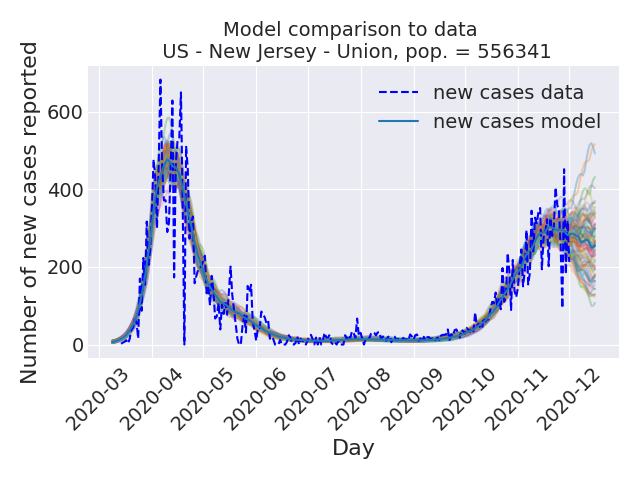 Model comparison to data
US - New Jersey - Union, pop. = 556341
Number of new cases reported
600
400
200
0
new cases data
new cases model
2020-03
2020-04
2020-05
2020-06
2020-07
2020-08
2020-09
2020-10
2020-11
2020-12
Day